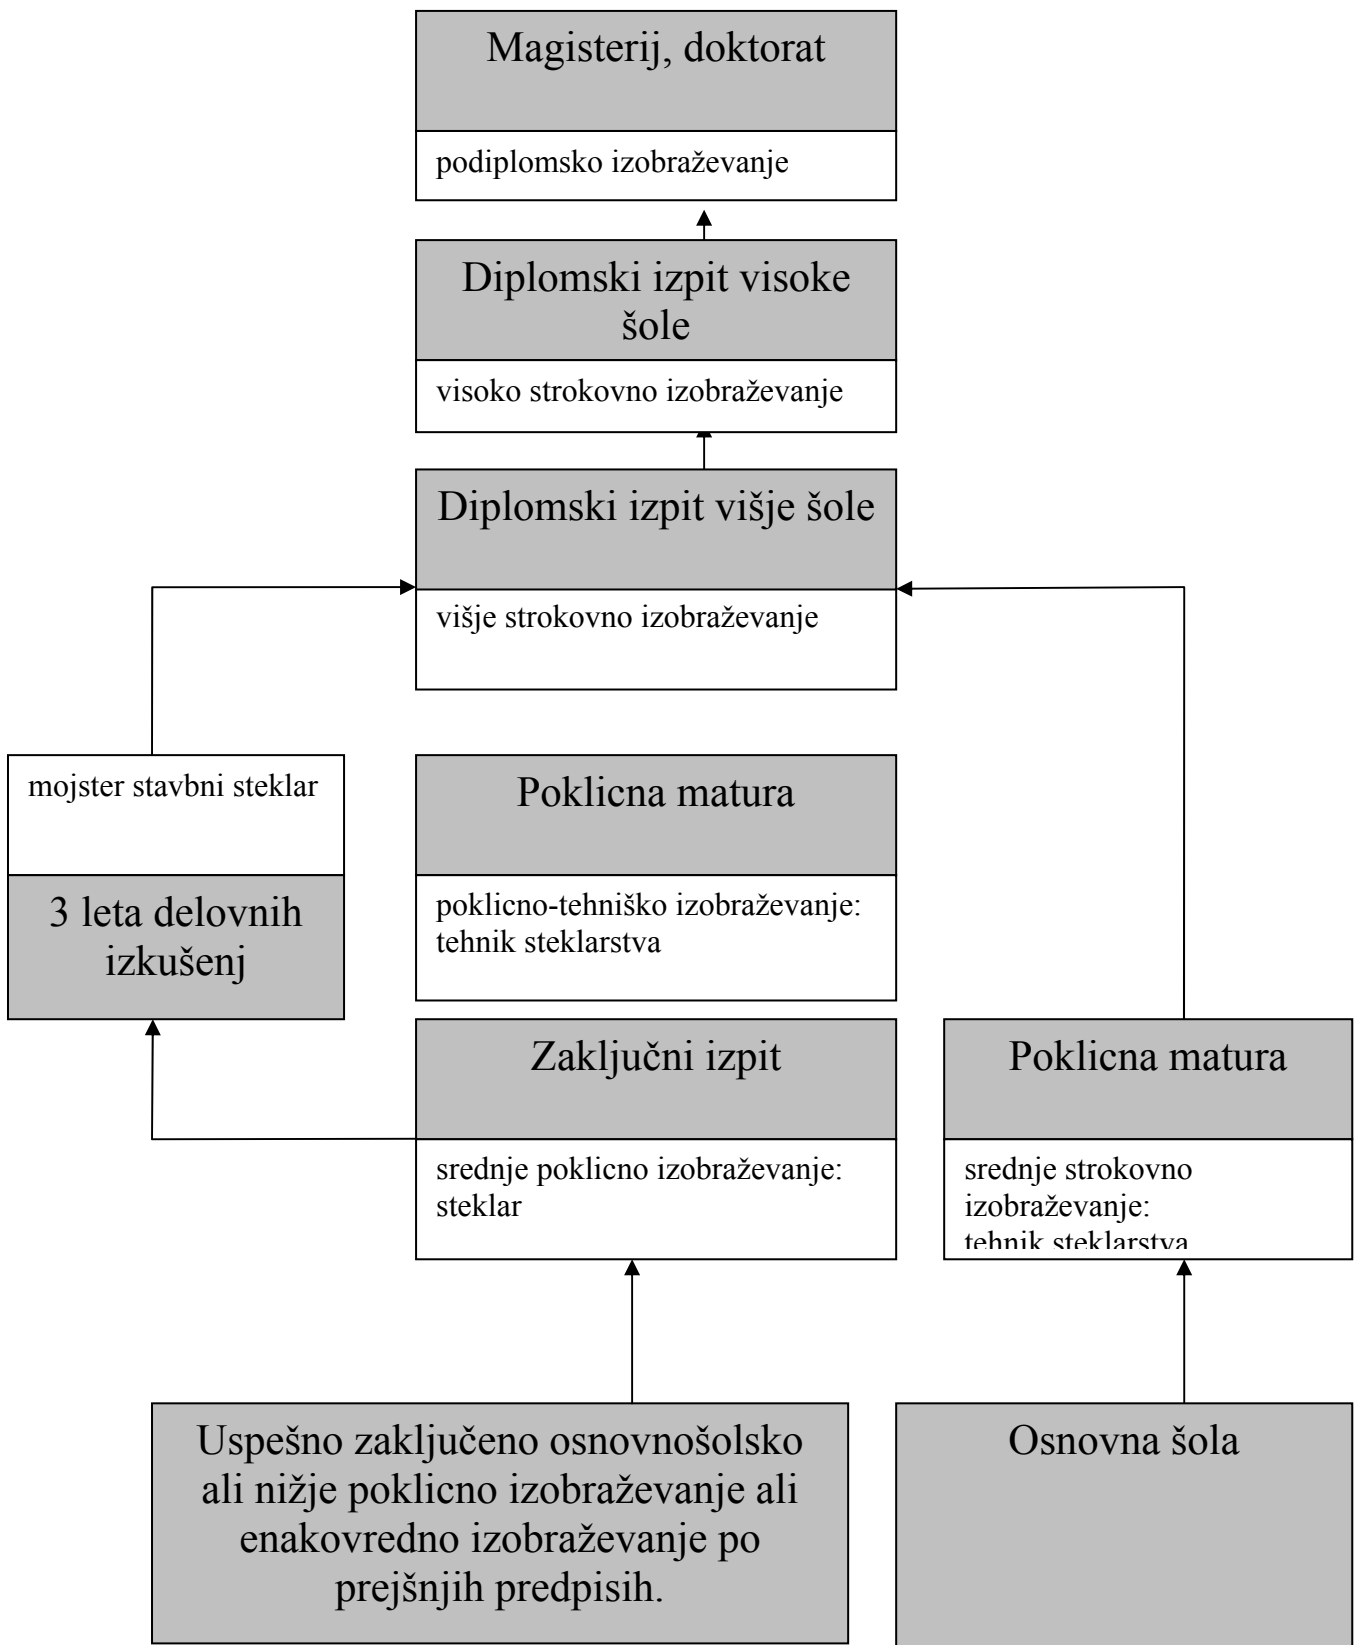 Magisterij, doktorat
podiplomsko izobraževanje
Diplomski izpit visoke
šole
visoko strokovno izobraževanje
Diplomski izpit višje šole
višje strokovno izobraževanje
mojster stavbni steklar
3 leta delovnih
izkušenj
Poklicna matura
poklicno-tehniško izobraževanje:
tehnik steklarstva
Zaključni izpit
srednje poklicno izobraževanje:
steklar
Poklicna matura
srednje strokovno
izobraževanje:
tehnik steklarstva
Uspešno zaključeno osnovnošolsko
ali nižje poklicno izobraževanje ali
enakovredno izobraževanje po
prejšnjih predpisih.
Osnovna šola